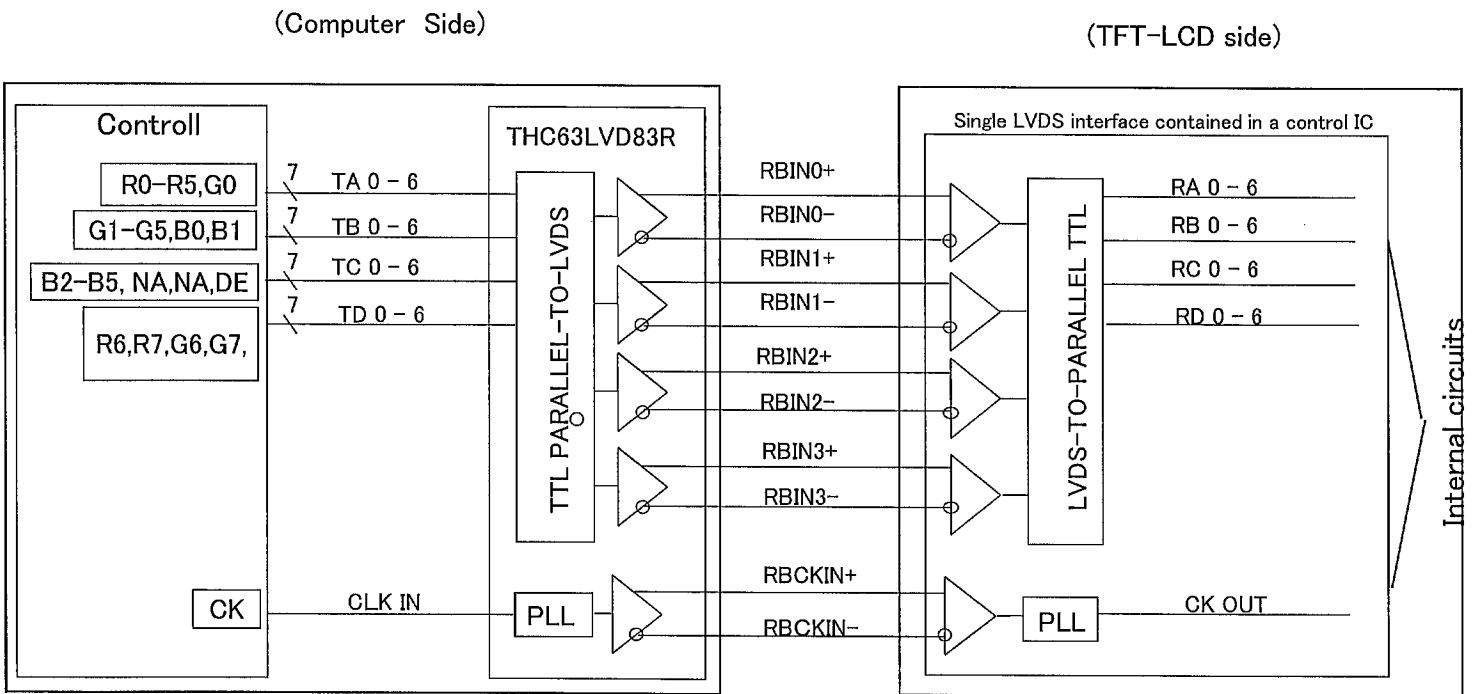 (Computer Side)
(TFT-LCD side)
Controll
THC63LVD83R
Single LVDS interface contained in a control IC
R0-R5,G0
7
TA 0 - 6
G1-G5,B0,B1
7
TB 0 - 6
B2-B5, NA,NA,DE
7
TC 0 - 6
R6,R7,G6,G7,
7
TD 0 - 6
TTL PARALLEL-TO-LVDS
RBIN0+
RBIN0-
RBIN1+
RBIN1-
RBIN2+
RBIN2-
RBIN3+
RBIN3-
LVDS-TO-PARALLEL TTL
RA 0 - 6
RB 0 - 6
RC 0 - 6
RD 0 - 6
Internal circuits
CK
CLK IN
PLL
RBCKIN+
RBCKIN-
PLL
CK OUT